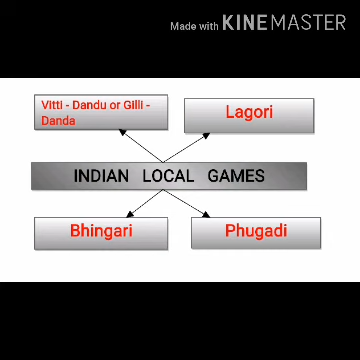 Made with KINEMASTER
Vitti - Dandu or Gilli -
Danda
Lagori
INDIAN LOCAL GAMES
Bhingari
Phugadi